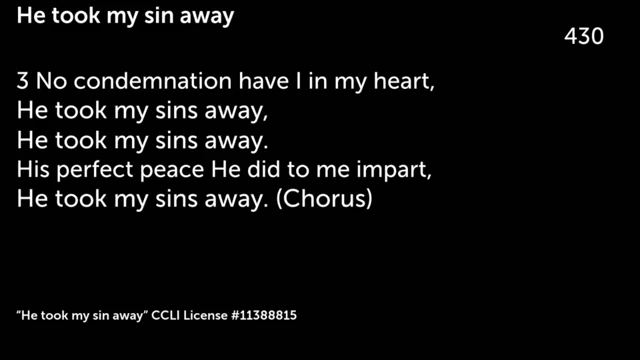 He took my sin away
430
3 No condemnation have I in my heart,
He took my sins away,
He took my sins away.
His perfect peace He did to me impart,
He took my sins away. (Chorus)
“He took my sin away” CCLI License #11388815